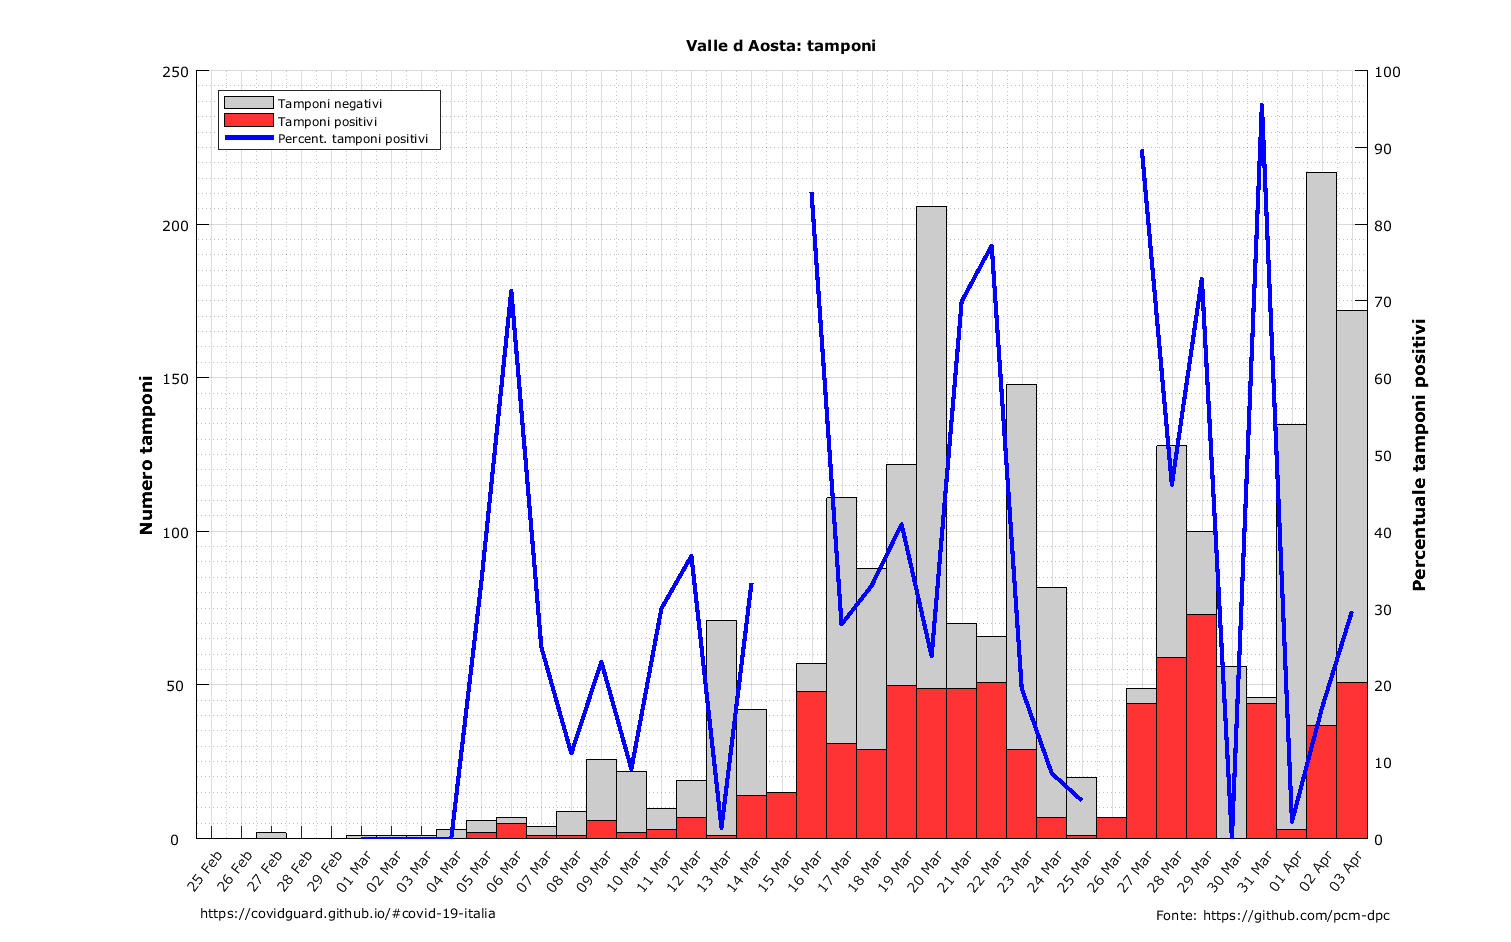 Valle d Aosta: tamponi
250
200
150
100
50
0
Numero tamponi
Tamponi negativi
Tamponi positivi
Percent. tamponi positivi
100
90
80
70
60
50
40
30
20
10
0
Percentuale tamponi positivi
25 Feb
26 Feb
27 Feb
28 Feb
29 Feb
01 Mar
02 Mar
03 Mar
04 Mar
05 Mar
06 Mar
07 Mar
08 Mar
09 Mar
10 Mar
11 Mar
12 Mar
13 Mar
14 Mar
15 Mar
16 Mar
17 Mar
18 Mar
19 Mar
20 Mar
21 Mar
22 Mar
23 Mar
24 Mar
25 Mar
26 Mar
27 Mar
28 Mar
29 Mar
30 Mar
31 Mar
01 Apr
02 Apr
03 Apr
https://covidguard.github.io/#covid-19-italia
Fonte: https://github.com/pcm-dpc